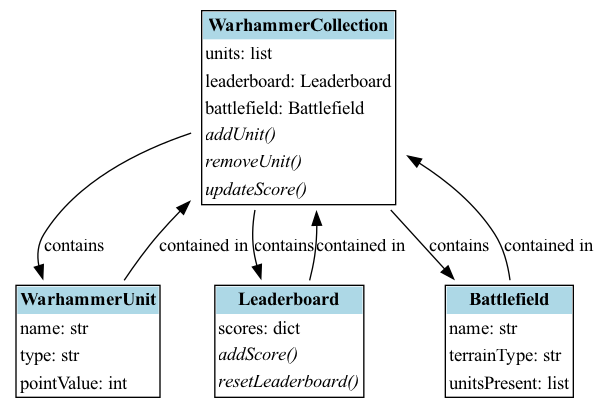 WarhammerCollection
units: list
leaderboard: Leaderboard
battlefield: Battlefield
addUnit()
removeUnit()
updateScore()
contains
contained in
contains
contained in
contains
contained in
WarhammerUnit
name: str
type: str
pointValue: int
Leaderboard
scores: dict
addScore()
resetLeaderboard()
Battlefield
name: str
terrainType: str
unitsPresent: list